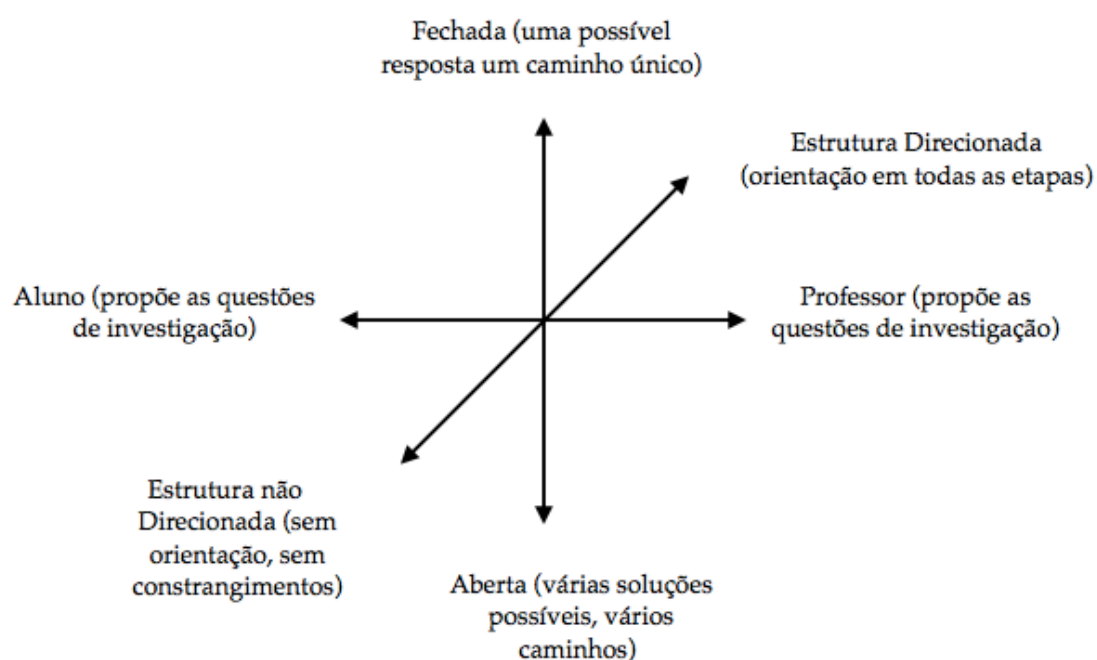 Fechada (uma possível
resposta um caminho único)
Estrutura Direcionada
(orientação em todas as etapas)
Aluno (propõe as questões
de investigação)
Professor (propõe as
questões de investigação)
Estrutura não
Direcionada (sem
orientação, sem
constrangimentos)
Aberta (várias soluções
possíveis, vários
caminhos)